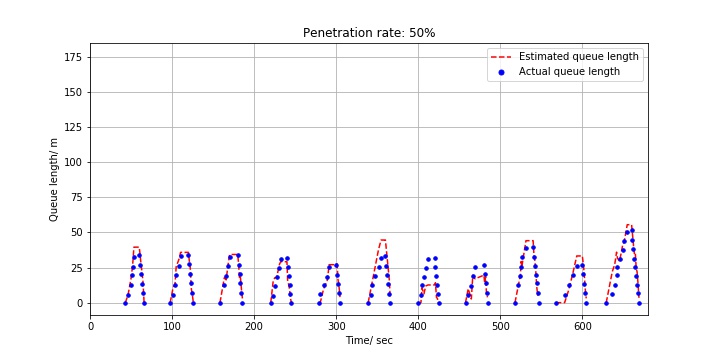 Penetration rate: 50%
Estimated queue length
Actual queue length
175
150
125
100
75
50
25
0
Queue length/ m
0 100 200 300 400 500 600
Time/ sec